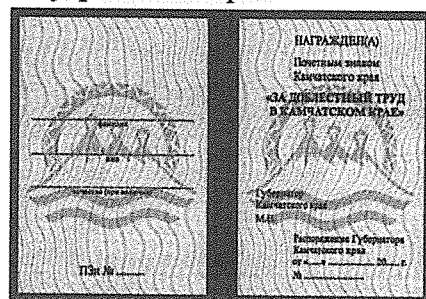 фамилия
имя
отчество (при наличии)
ПЗн № ______
НАГРАЖДЕН(А)
Почетным знаком
Камчатского края
«ЗА ДОБЛЕСТНЫЙ ТРУД
В КАМЧАТСКОМ КРАЕ»
Губернатор
Камчатского края
М.П.
Распоряжение Губернатора
Камчатского края
от «__» ________ 20__ г.
№ ________